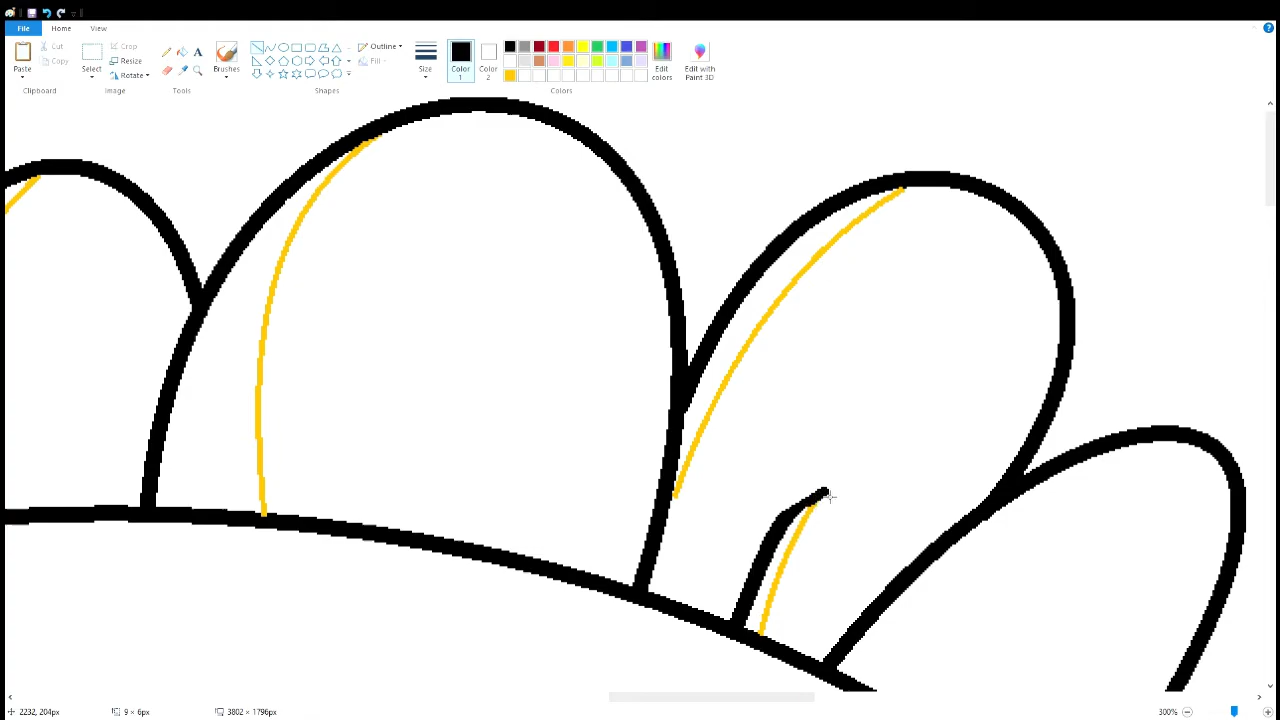 File Home View
Paste Cut Copy Select Crop Resize Rotate A Brushes Outline Fill Size Color 1 Color 2 Edit colors Edit with Paint 3D
Clipboard Image Tools Shapes Colors
2232, 204px 9 × 6px 3802 × 1796px 300%